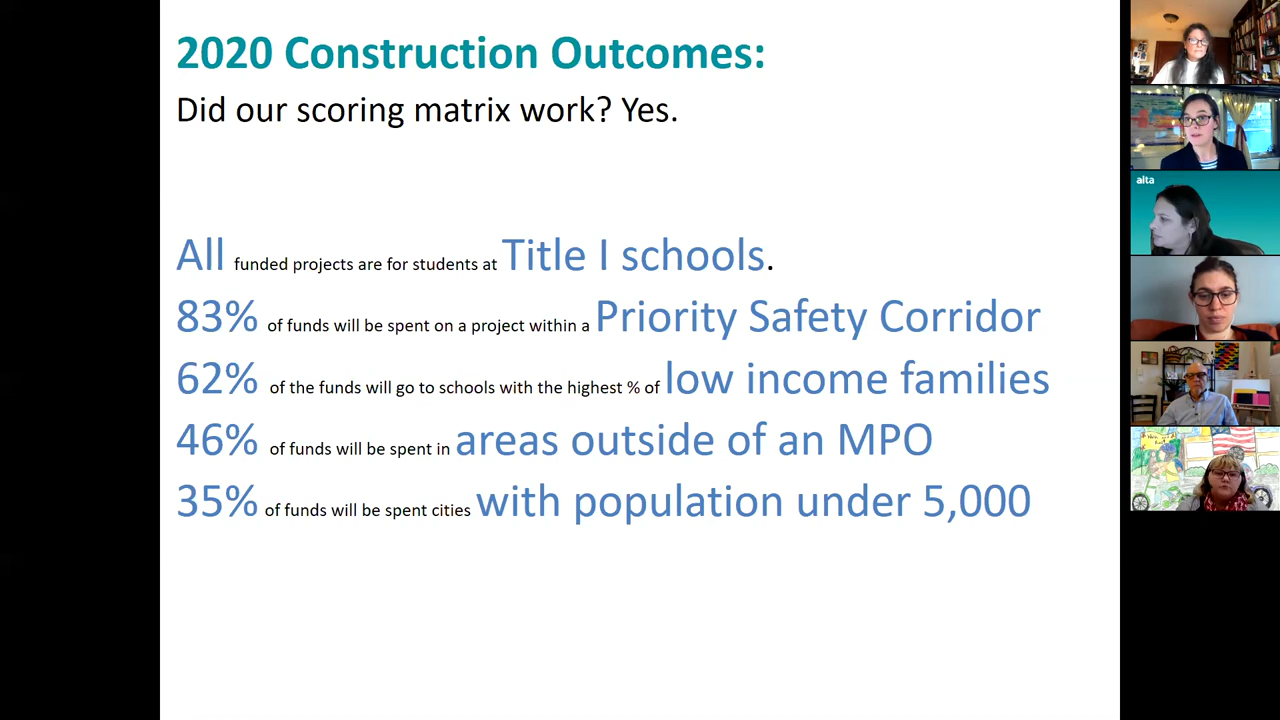 2020 Construction Outcomes:
Did our scoring matrix work? Yes.
All funded projects are for students at Title I schools.
83% of funds will be spent on a project within a Priority Safety Corridor
62% of the funds will go to schools with the highest % of low income families
46% of funds will be spent in areas outside of an MPO
35% of funds will be spent cities with population under 5,000
alta